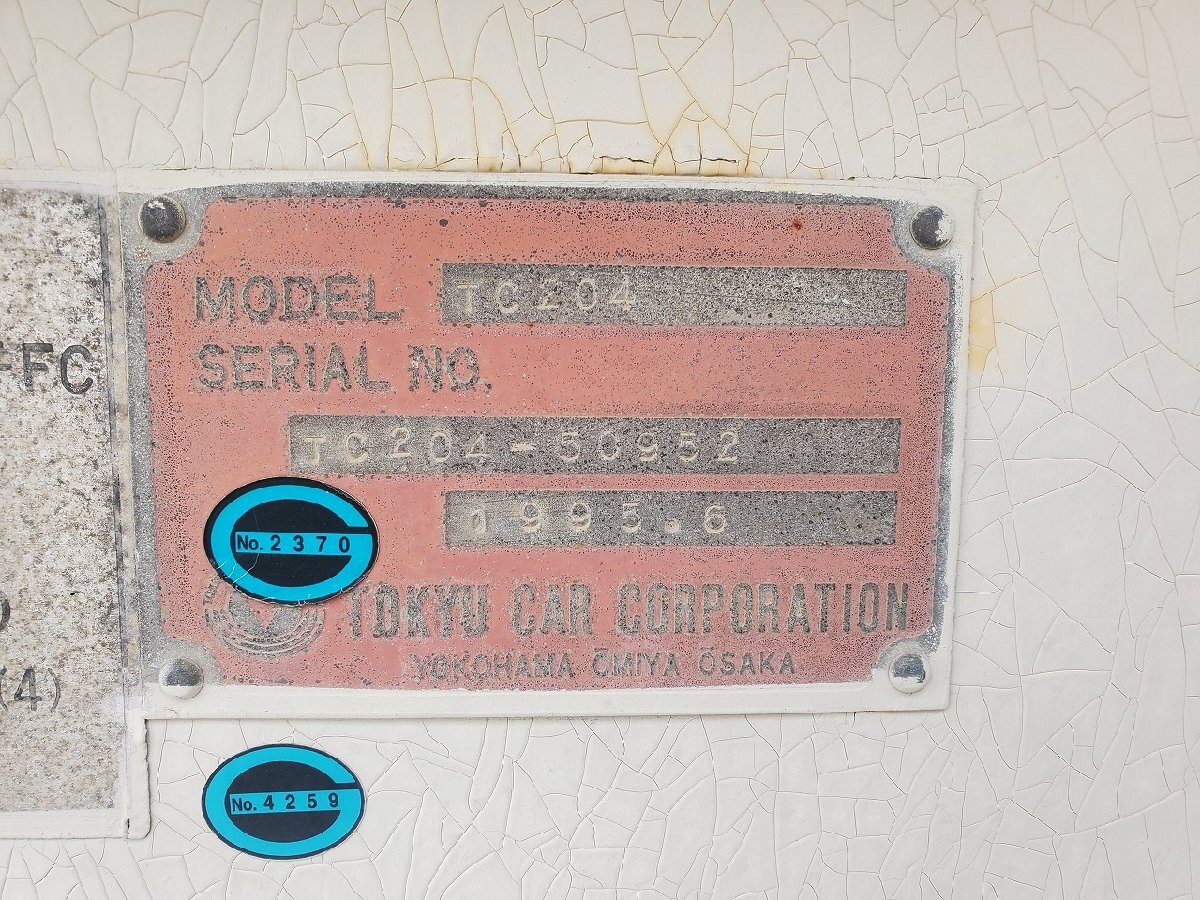 MODEL TC204
SERIAL NO.
TC204-50952
1995.6
No. 2370
TOKYU CAR CORPORATION
YOKOHAMA ŌMIYA ŌSAKA
FFC
(4)
No. 4259